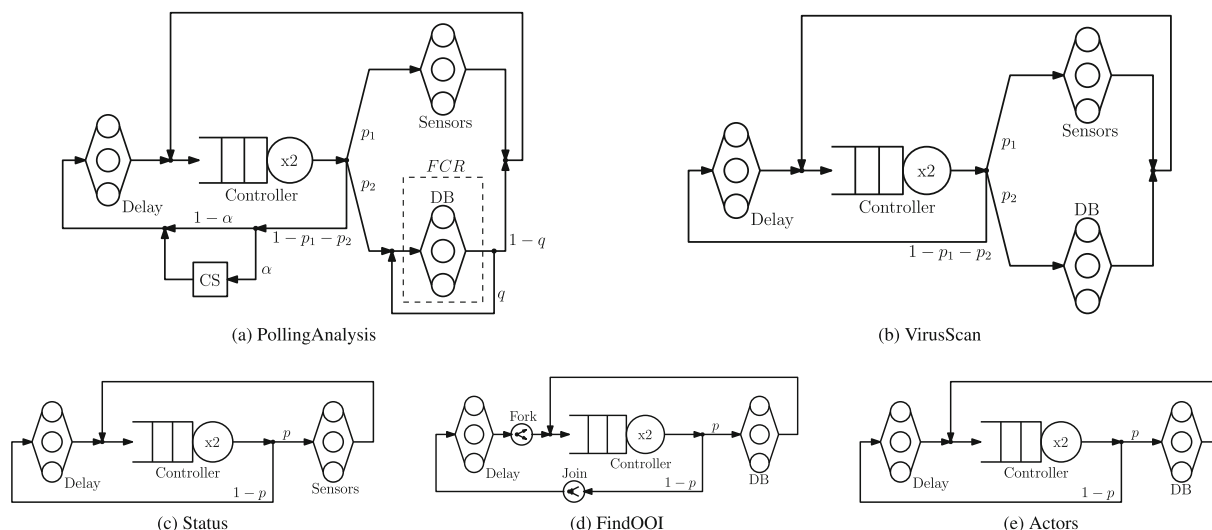 Sensors
p₁
FCR
x2
Controller
Delay
p₂
DB
1 − α
1 − p₁ − p₂
1 − q
CS
α
q
(a) PollingAnalysis
Sensors
p₁
x2
Controller
Delay
p₂
DB
1 − p₁ − p₂
(b) VirusScan
x2
p
Controller
Delay
Sensors
1 − p
(c) Status
Fork
x2
p
Delay
Controller
Join
DB
1 − p
(d) FindOOI
x2
p
Controller
Delay
DB
1 − p
(e) Actors